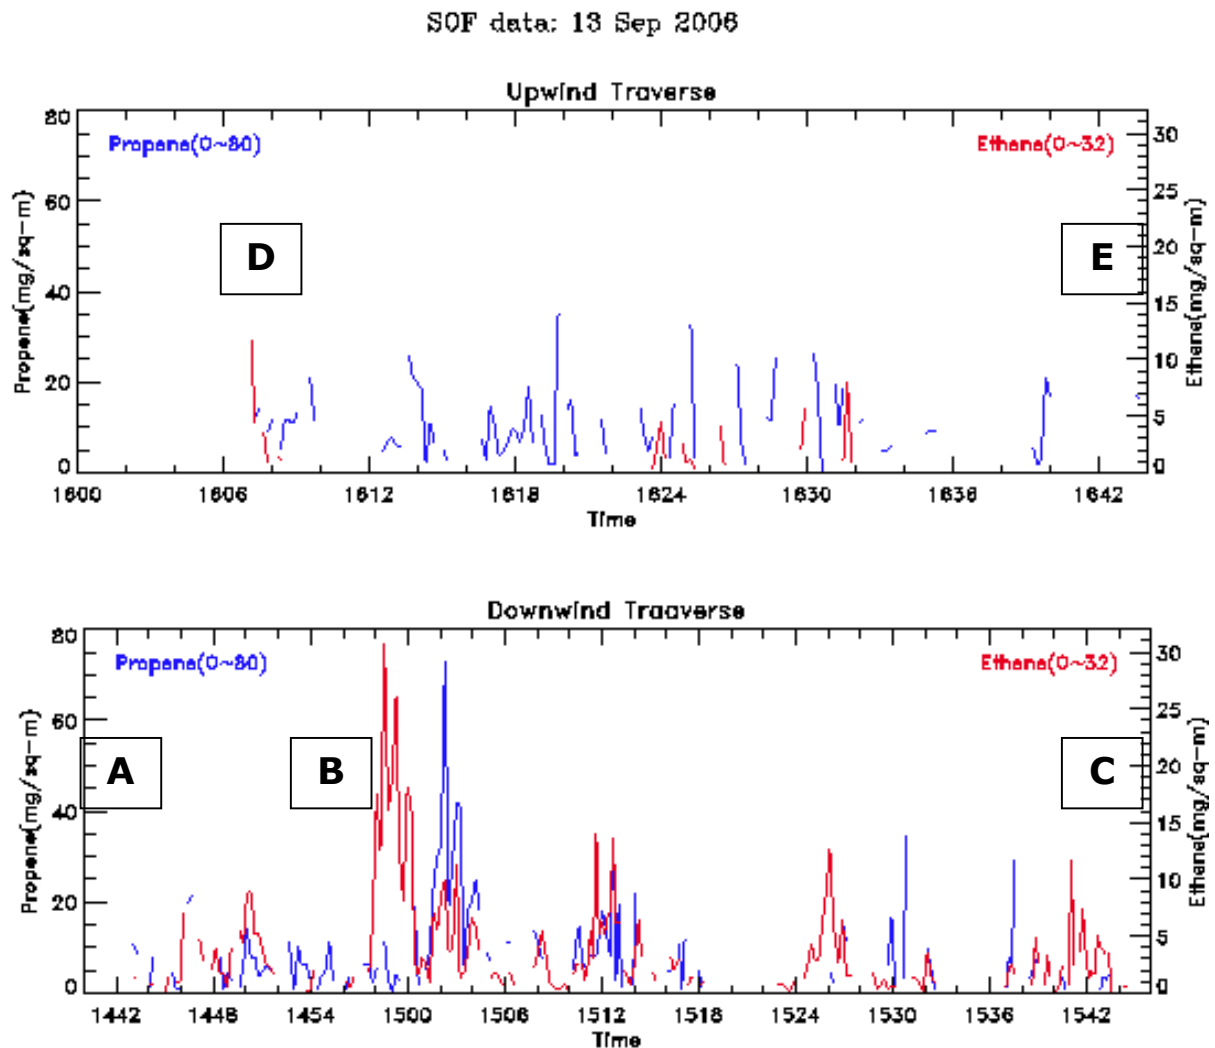 SOF data: 13 Sep 2006
Upwind Traverse
Propene(0~80)
Ethene(0~32)
80
60
40
20
0
Propene(mg/sq-m)
30
25
20
15
10
5
0
Ethene(mg/sq-m)
D
E
1600 1606 1612 1618 1624 1630 1636 1642
Time
Downwind Traaverse
Propene(0~80)
Ethene(0~32)
80
60
40
20
0
Propene(mg/sq-m)
30
25
20
15
10
5
0
Ethene(mg/sq-m)
A
B
C
1442 1448 1454 1500 1506 1512 1518 1524 1530 1536 1542
Time